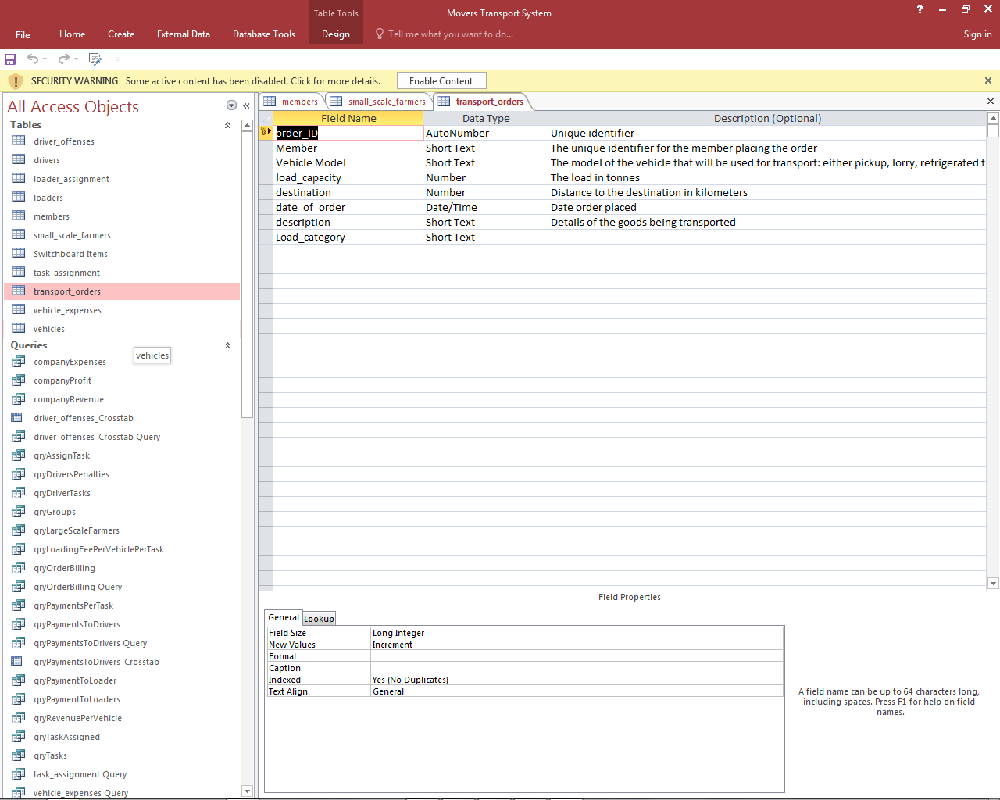 Table Tools
Movers Transport System
?
File
Home
Create
External Data
Database Tools
Design
Tell me what you want to do...
Sign in
SECURITY WARNING Some active content has been disabled. Click for more details.
Enable Content
All Access Objects
Tables
driver_offenses
drivers
loader_assignment
loaders
members
small_scale_farmers
Switchboard Items
task_assignment
transport_orders
vehicle_expenses
vehicles
Queries
vehicles
companyExpenses
companyProfit
companyRevenue
driver_offenses_Crosstab
driver_offenses_Crosstab Query
qryAssignTask
qryDriversPenalties
qryDriverTasks
qryGroups
qryLargeScaleFarmers
qryLoadingFeePerVehiclePerTask
qryOrderBilling
qryOrderBilling Query
qryPaymentsPerTask
qryPaymentsToDrivers
qryPaymentsToDrivers Query
qryPaymentsToDrivers_Crosstab
qryPaymentToLoader
qryPaymentToLoaders
qryRevenuePerVehicle
qryTaskAssigned
qryTasks
task_assignment Query
vehicle_expenses Query
members
small_scale_farmers
transport_orders
Field Name Data Type Description (Optional)
order_ID AutoNumber Unique identifier
Member Short Text The unique identifier for the member placing the order
Vehicle Model Short Text The model of the vehicle that will be used for transport: either pickup, lorry, refrigerated t
load_capacity Number The load in tonnes
destination Number Distance to the destination in kilometers
date_of_order Date/Time Date order placed
description Short Text Details of the goods being transported
Load_category Short Text
Field Properties
General Lookup
Field Size Long Integer
New Values Increment
Format
Caption
Indexed Yes (No Duplicates)
Text Align General
A field name can be up to 64 characters long,
including spaces. Press F1 for help on field
names.